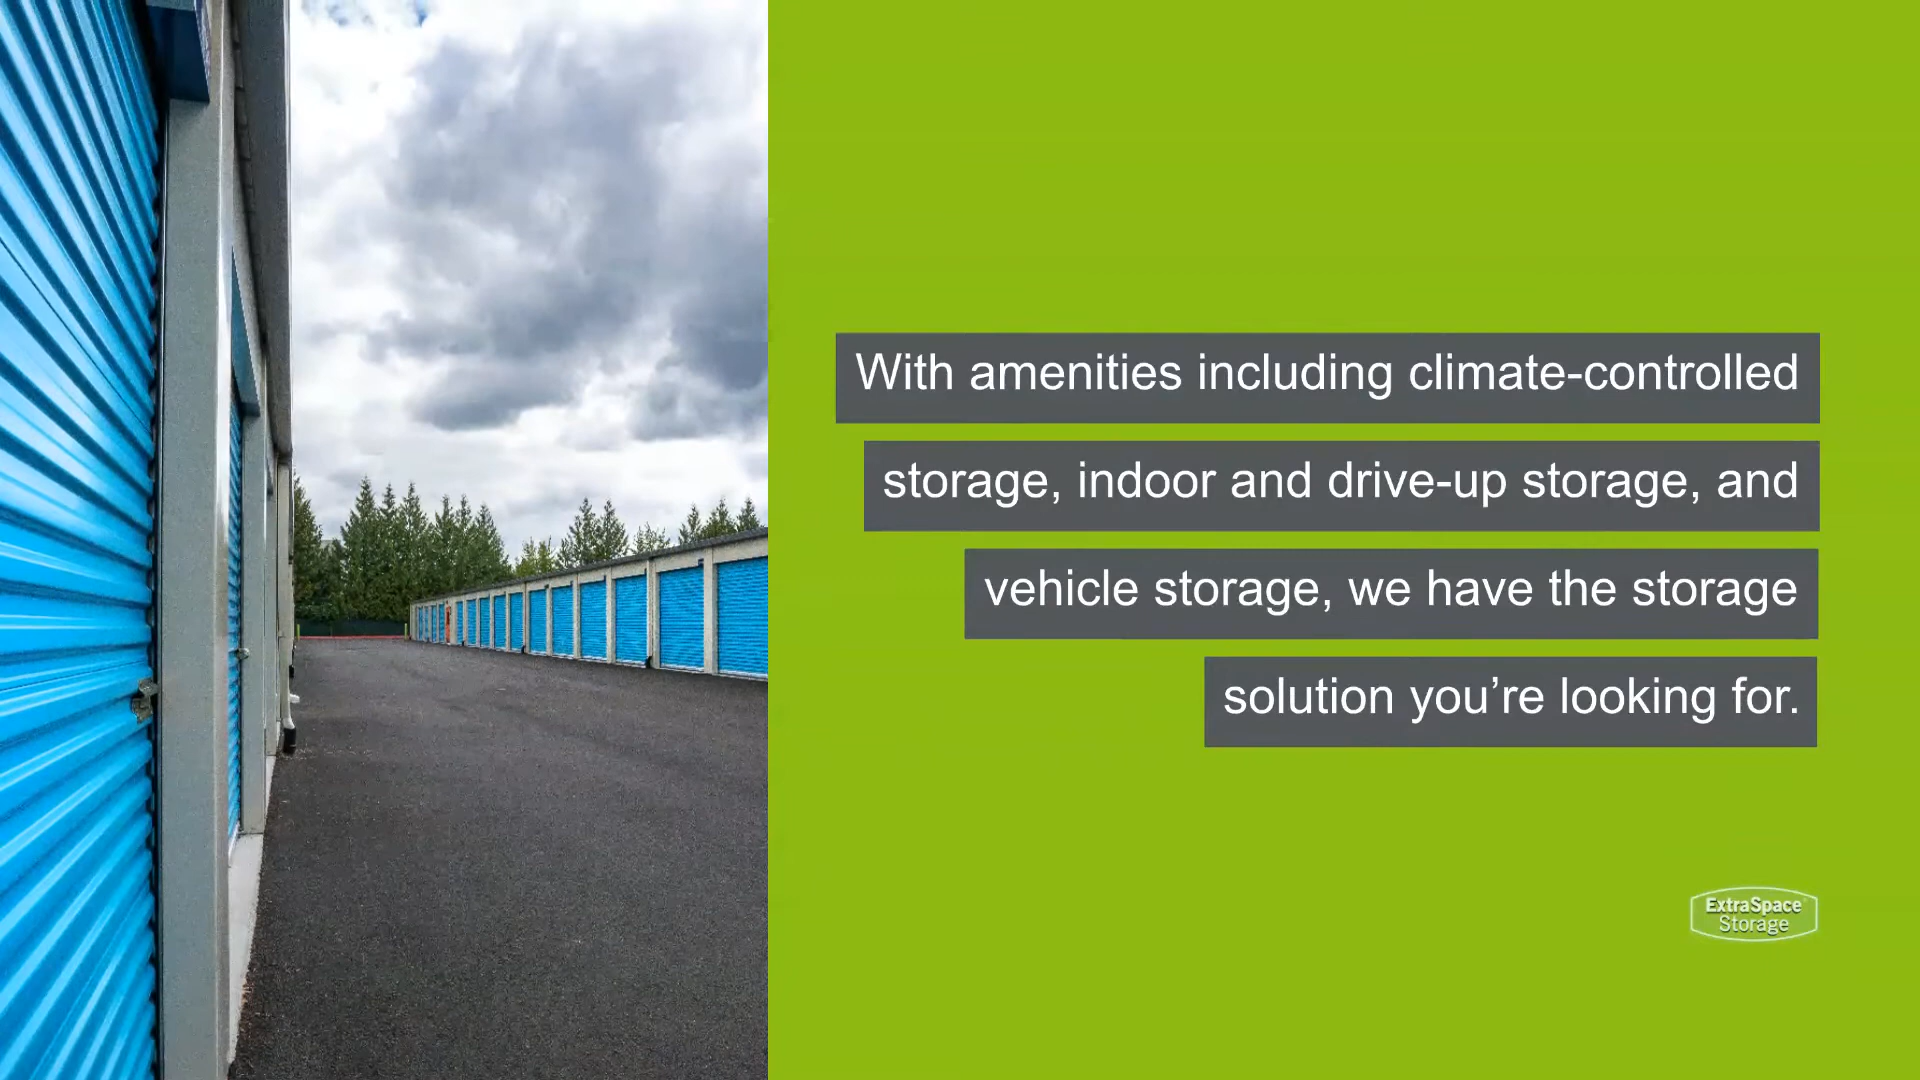 With amenities including climate-controlled
storage, indoor and drive-up storage, and
vehicle storage, we have the storage
solution you’re looking for.
ExtraSpace
Storage